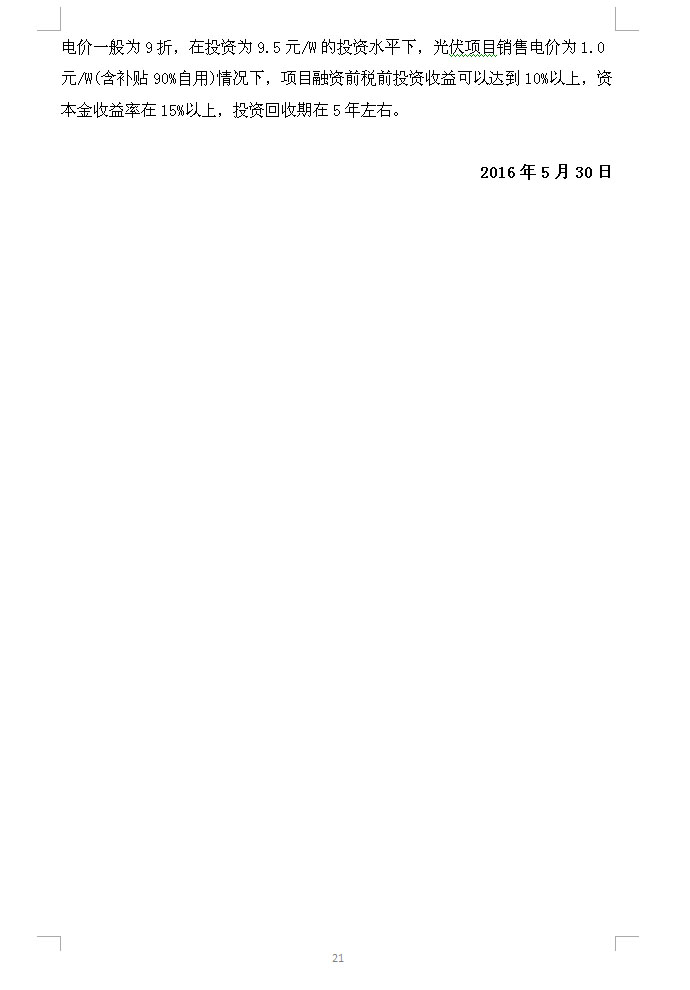 电价一般为 9 折，在投资为 9.5 元/W 的投资水平下，光伏项目销售电价为 1.0
元/W(含补贴 90%自用)情况下，项目融资前税前投资收益可以达到 10%以上，资
本金收益率在 15%以上，投资回收期在 5 年左右。
2016 年 5 月 30 日
21